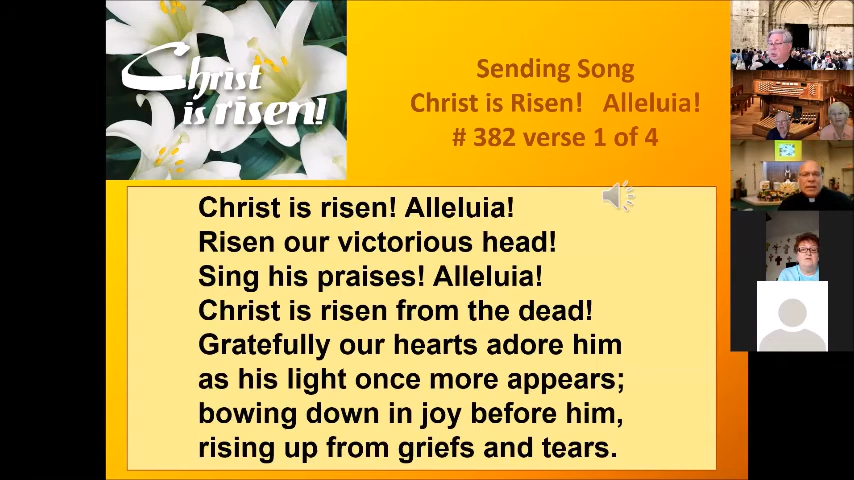 Christ
is risen!
Sending Song
Christ is Risen!   Alleluia!
# 382 verse 1 of 4
Christ is risen! Alleluia!
Risen our victorious head!
Sing his praises! Alleluia!
Christ is risen from the dead!
Gratefully our hearts adore him
as his light once more appears;
bowing down in joy before him,
rising up from griefs and tears.